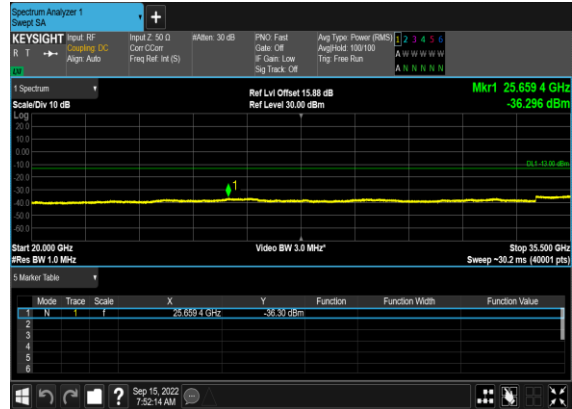 Spectrum Analyzer 1
Swept SA
+
KEYSIGHT Input: RF Input Z: 50 Ω #Atten: 30 dB PNO: Fast Avg Type: Power (RMS) 1 2 3 4 5 6
R T Coupling: DC Corr CCorr Gate: Off Avg|Hold: 100/100 A W W W W W
Align: Auto Freq Ref: Int (S) IF Gain: Low Trig: Free Run
Sig Track: Off A N N N N N
1 Spectrum Ref Lvl Offset 15.88 dB Mkr1 25.659 4 GHz
Scale/Div 10 dB Ref Level 30.00 dBm -36.296 dBm
Log
20.0
10.0
0.00
-10.0 DL1 -13.00 dBm
-20.0
-30.0 1
-40.0
-50.0
-60.0
Start 20.000 GHz Video BW 3.0 MHz* Stop 35.500 GHz
#Res BW 1.0 MHz Sweep ~30.2 ms (40001 pts)
5 Marker Table
Mode Trace Scale X Y Function Function Width Function Value
1 N 1 f 25.659 4 GHz -36.30 dBm
2
3
4
5
6
? Sep 15, 2022
7:52:14 AM